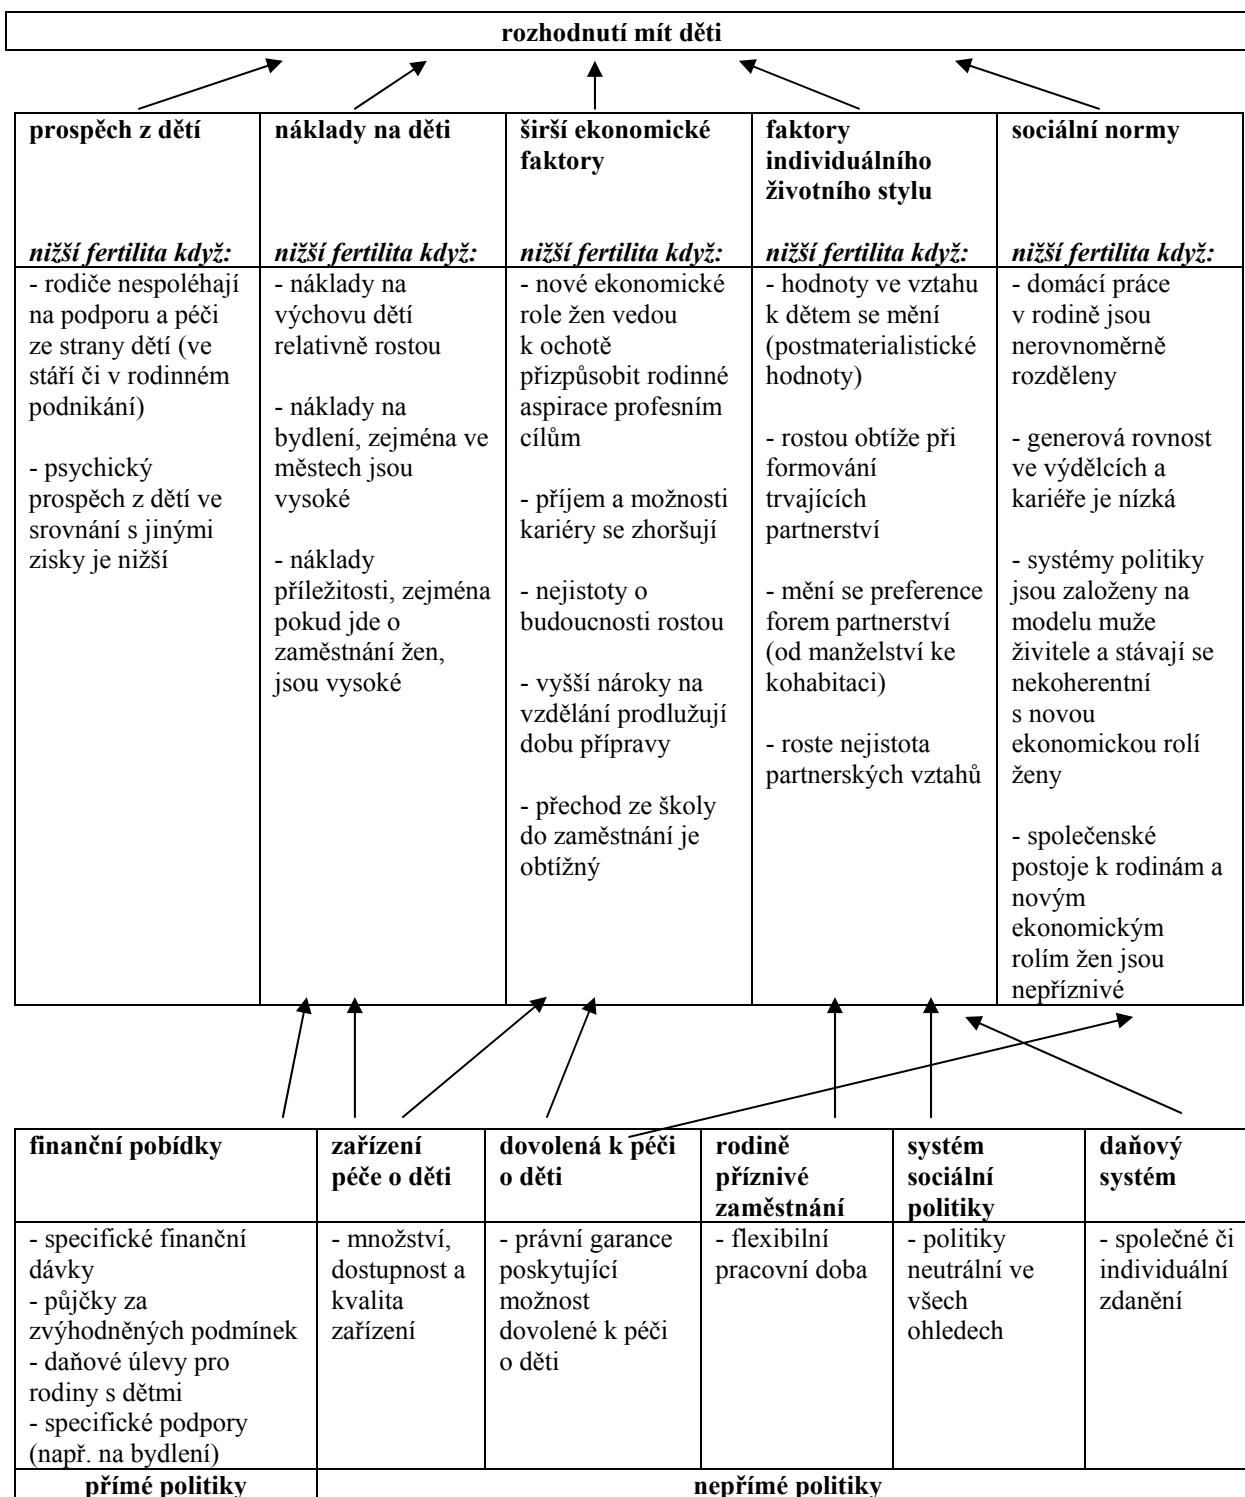 rozhodnutí mít děti
prospěch z dětí
nižší fertilita když:
- rodiče nespoléhají
na podporu a péči
ze strany dětí (ve
stáří či v rodinném
podnikání)
- psychický
prospěch z dětí ve
srovnání s jinými
zisky je nižší
náklady na děti
nižší fertilita když:
- náklady na
výchovu dětí
relativně rostou
- náklady na
bydlení, zejména ve
městech jsou
vysoké
- náklady
příležitosti, zejména
pokud jde o
zaměstnání žen,
jsou vysoké
širší ekonomické
faktory
nižší fertilita když:
- nové ekonomické
role žen vedou
k ochotě
přizpůsobit rodinné
aspirace profesním
cílům
- příjem a možnosti
kariéry se zhoršují
- nejistoty o
budoucnosti rostou
- vyšší nároky na
vzdělání prodlužují
dobu přípravy
- přechod ze školy
do zaměstnání je
obtížný
faktory
individuálního
životního stylu
nižší fertilita když:
- hodnoty ve vztahu
k dětem se mění
(postmaterialistické
hodnoty)
- rostou obtíže při
formování
trvajících
partnerství
- mění se preference
forem partnerství
(od manželství ke
kohabitaci)
- roste nejistota
partnerských vztahů
sociální normy
nižší fertilita když:
- domácí práce
v rodině jsou
nerovnoměrně
rozděleny
- generová rovnost
ve výdělcích a
kariéře je nízká
- systémy politiky
jsou založeny na
modelu muže
živitele a stávají se
nekoherentní
s novou
ekonomickou rolí
ženy
- společenské
postoje k rodinám a
novým
ekonomickým
rolím žen jsou
nepříznivé
finanční pobídky
- specifické finanční
dávky
- půjčky za
zvýhodněných podmínek
- daňové úlevy pro
rodiny s dětmi
- specifické podpory
(např. na bydlení)
zařízení
péče o děti
- množství,
dostupnost a
kvalita
zařízení
dovolená k péči
o děti
- právní garance
poskytující
možnost
dovolené k péči
o děti
rodině
příznivé
zaměstnání
- flexibilní
pracovní doba
systém
sociální
politiky
- politiky
neutrální ve
všech
ohledech
daňový
systém
- společné či
individuální
zdanění
přímé politiky
nepřímé politiky